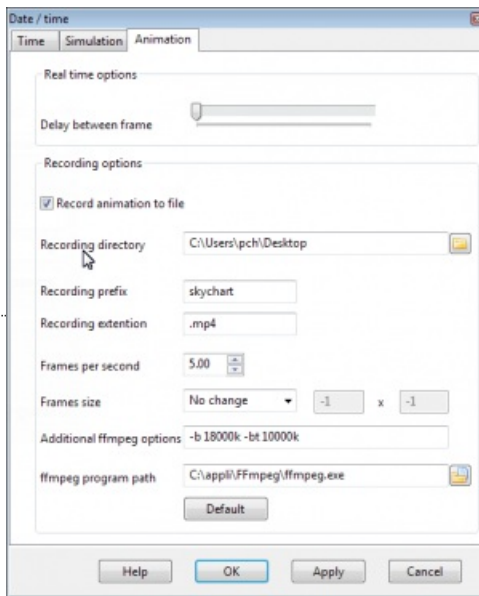 Date / time
Time Simulation Animation
Real time options
Delay between frame
Recording options
Record animation to file
Recording directory C:\Users\pch\Desktop
Recording prefix skychart
Recording extention .mp4
Frames per second 5.00
Frames size No change -1 x -1
Additional ffmpeg options -b 18000k -bt 10000k
ffmpeg program path C:\appli\FFmpeg\ffmpeg.exe
Default
Help OK Apply Cancel